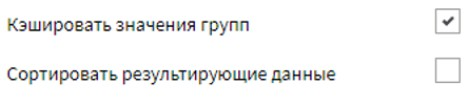 Кэшировать значения групп
Сортировать результирующие данные